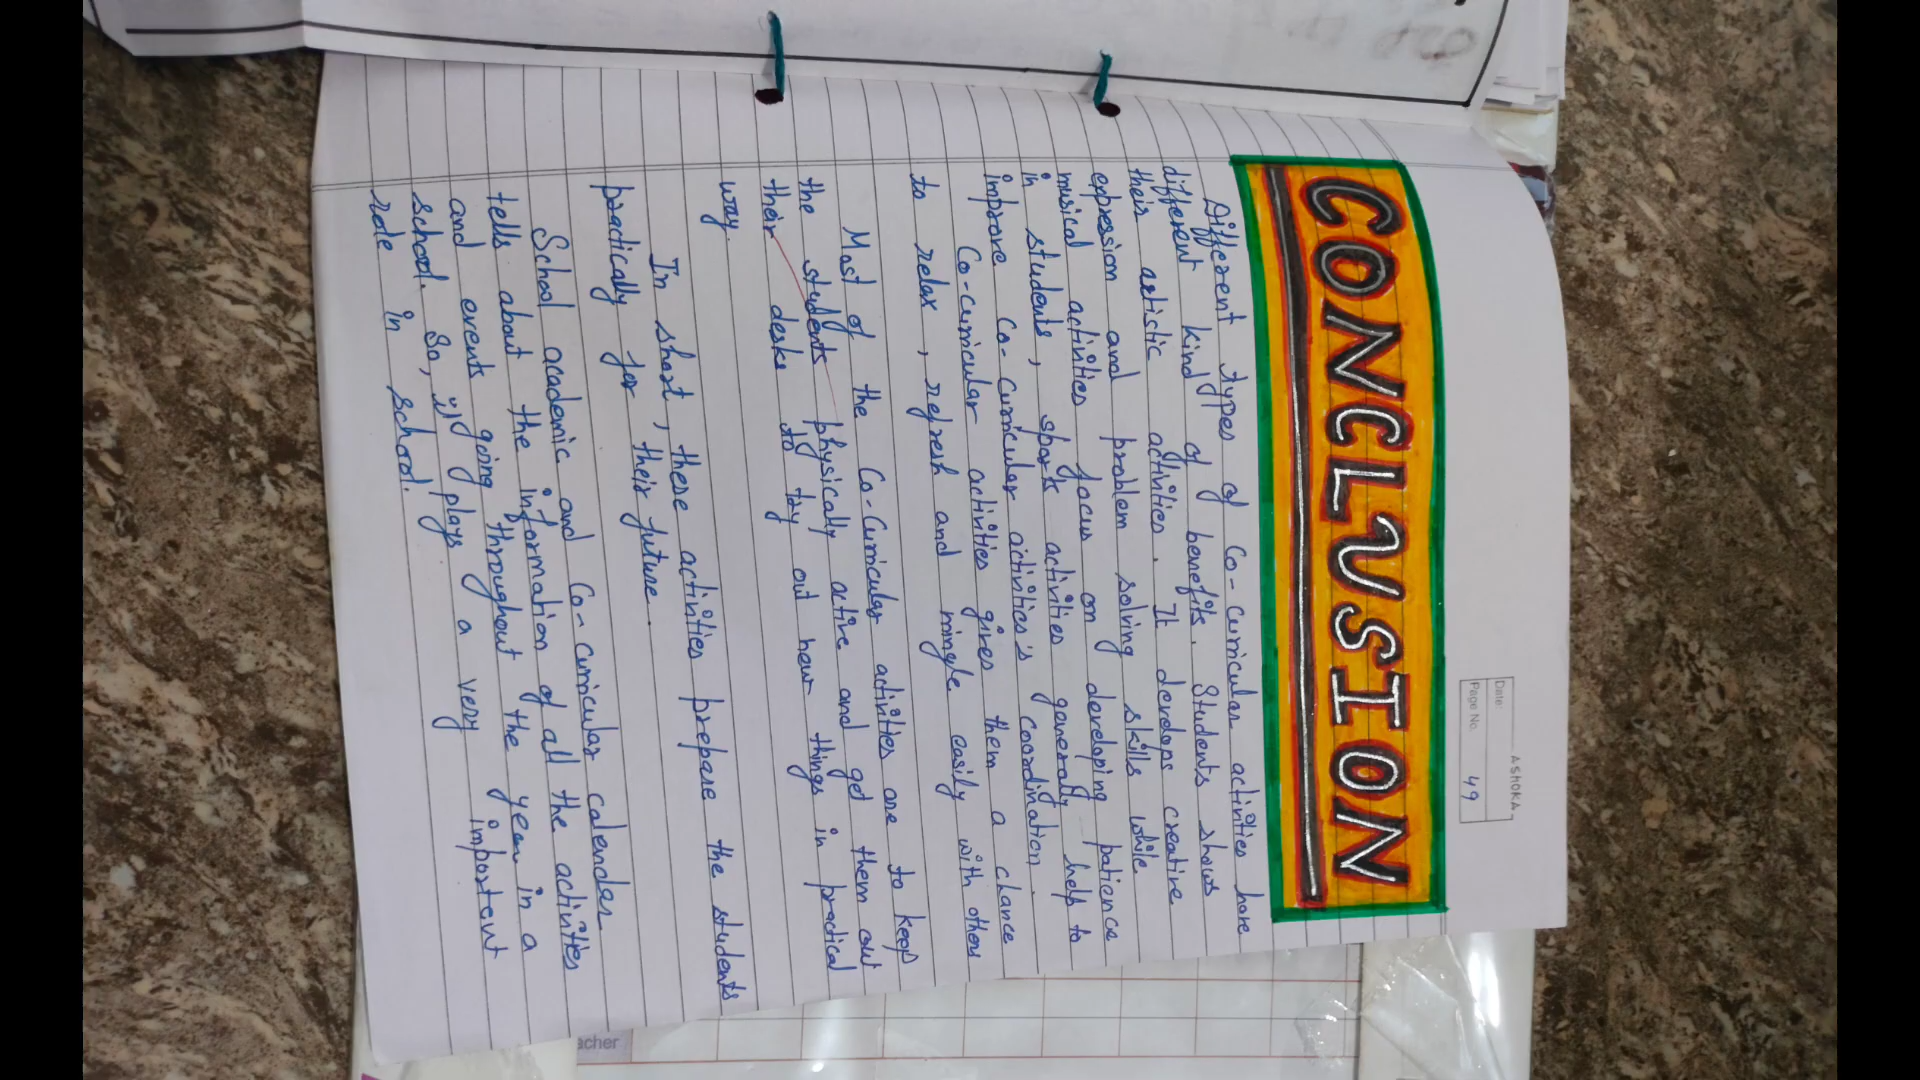 ASHOKA
Date:
Page No. 49
CONCLUSION
Different types of Co-Curricular activities have
different kind of benefits. Students shows
their artistic activities. It develops creative
expression and problem solving skills while
musical activities focus on developing patience
in students, sports activities generally help to
improve Co-Curricular activities's Coordination.
Co-Curricular activities gives them a chance
to relax, refresh and mingle easily with others
Most of the Co-Curricular activities are to keep
the students physically active and get them out
their desks to try out new things in practical
way.
In short, these activities prepare the students
practically for their future.
School academic and Co-curricular calendar
tells about the information of all the activities
and events going throughout the year in a
school. So, it plays a very important
role in school.
acher